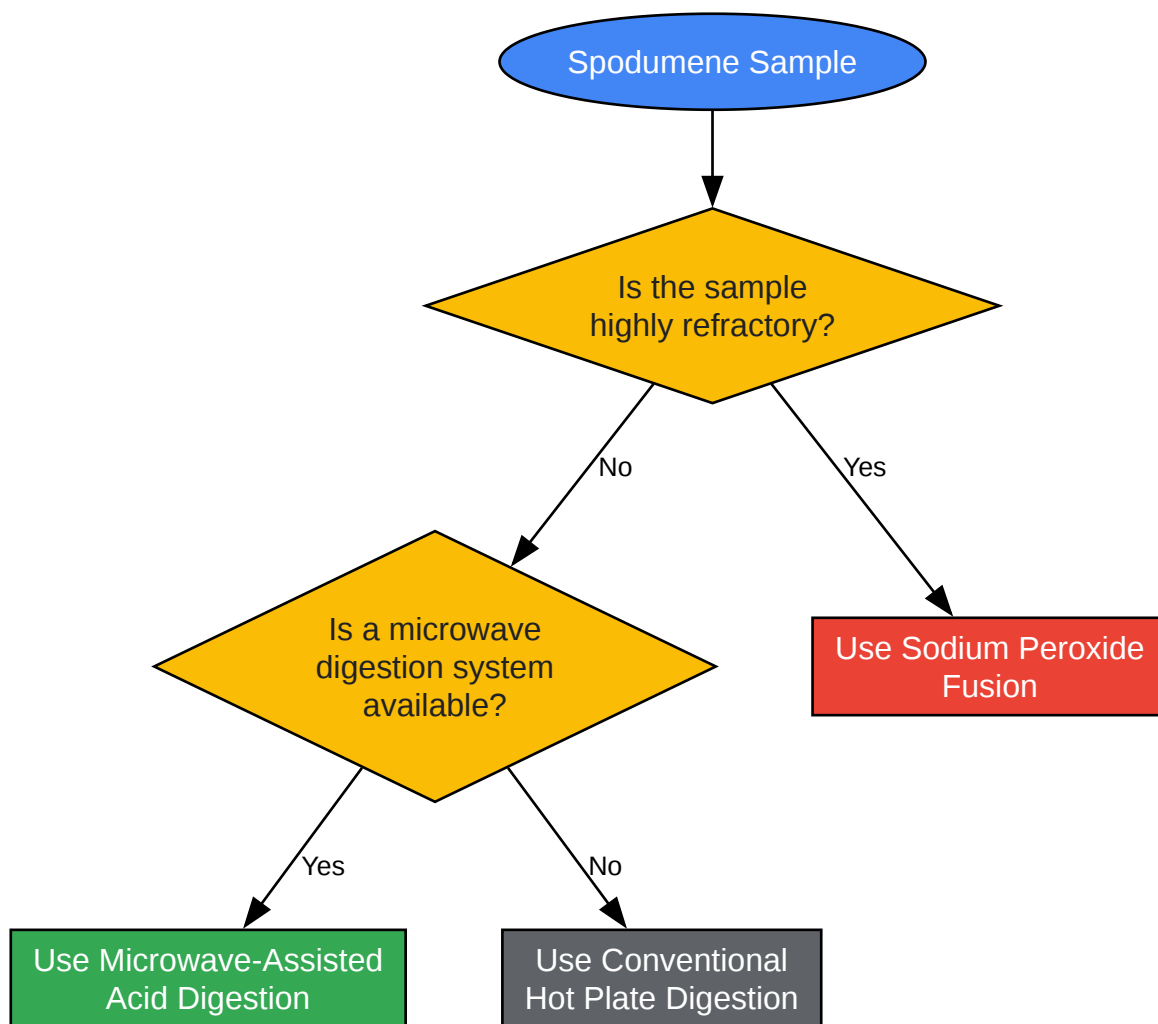 Spodumene Sample
Is the sample
highly refractory?
No
Yes
Is a microwave
digestion system
available?
Use Sodium Peroxide
Fusion
Yes
No
Use Microwave-Assisted
Acid Digestion
Use Conventional
Hot Plate Digestion